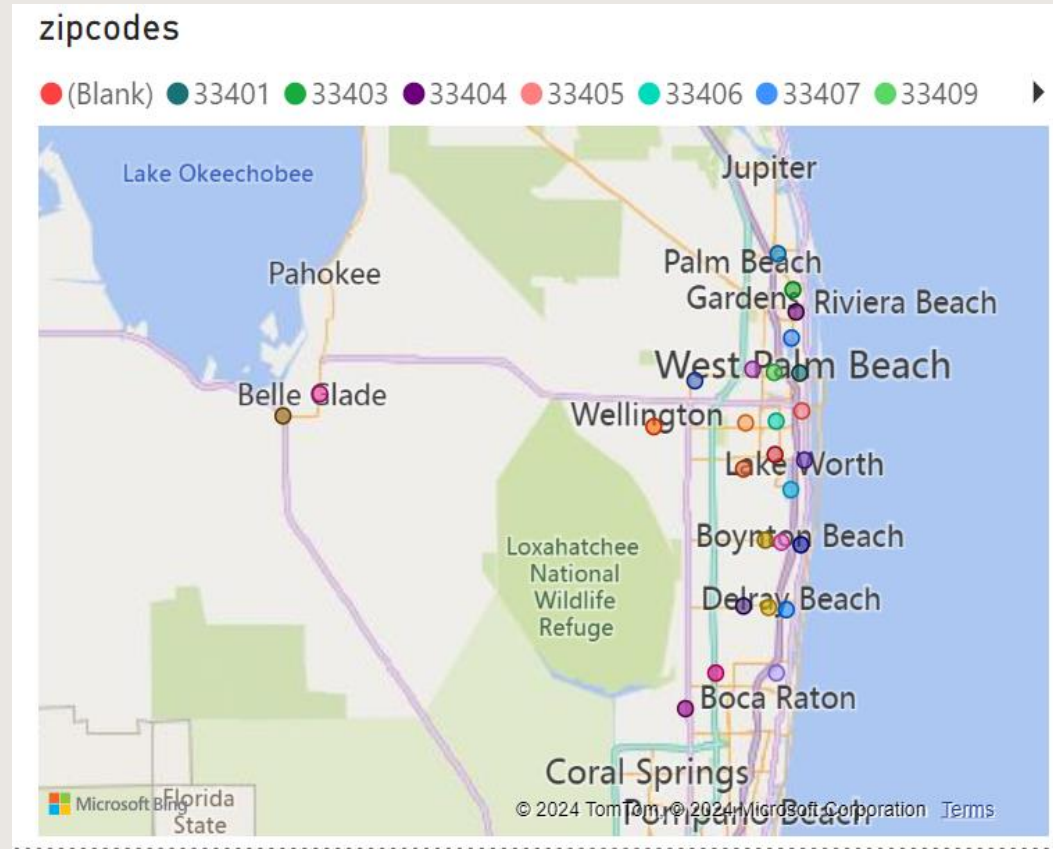 zipcodes
(Blank) 33401 33403 33404 33405 33406 33407 33409
Jupiter
Lake Okeechobee
Palm Beach
Gardens
Pahokee
Riviera Beach
West Palm Beach
Belle Glade
Wellington
Lake Worth
Boynton Beach
Loxahatchee
National
Wildlife
Refuge
Delray Beach
Boca Raton
Coral Springs
Microsoft Bing
Florida
State
© 2024 TomTom, © 2024 Microsoft Corporation Terms
Pompano Beach